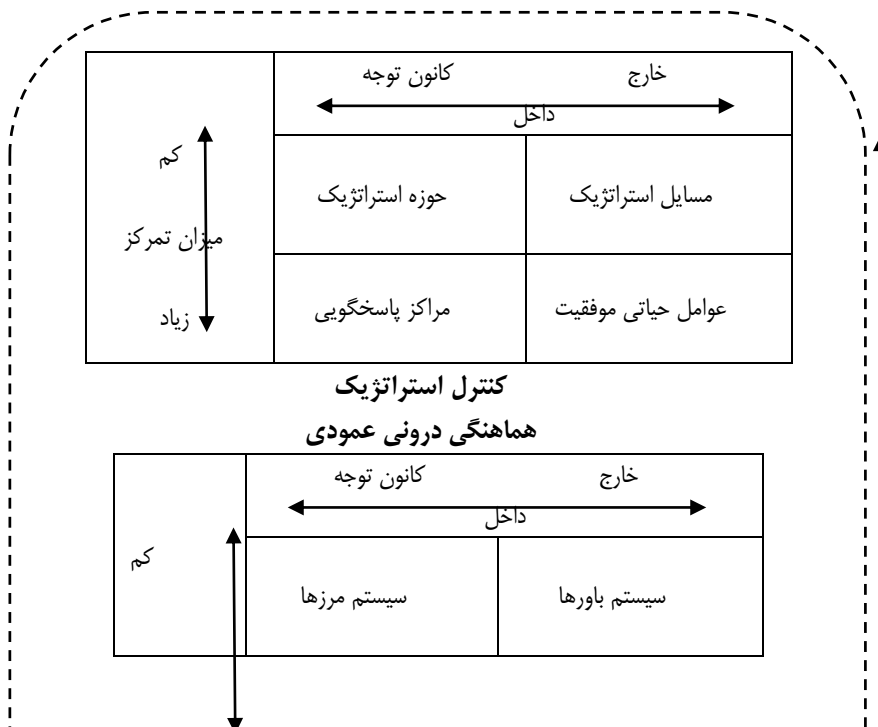 خارج کانون توجه
داخل
کم
میزان تمرکز
زیاد
مسایل استراتژیک حوزه استراتژیک
عوامل حیاتی موفقیت مراکز پاسخگویی
کنترل استراتژیک
هماهنگی درونی عمودی
خارج کانون توجه
داخل
کم
سیستم باورها سیستم مرزها